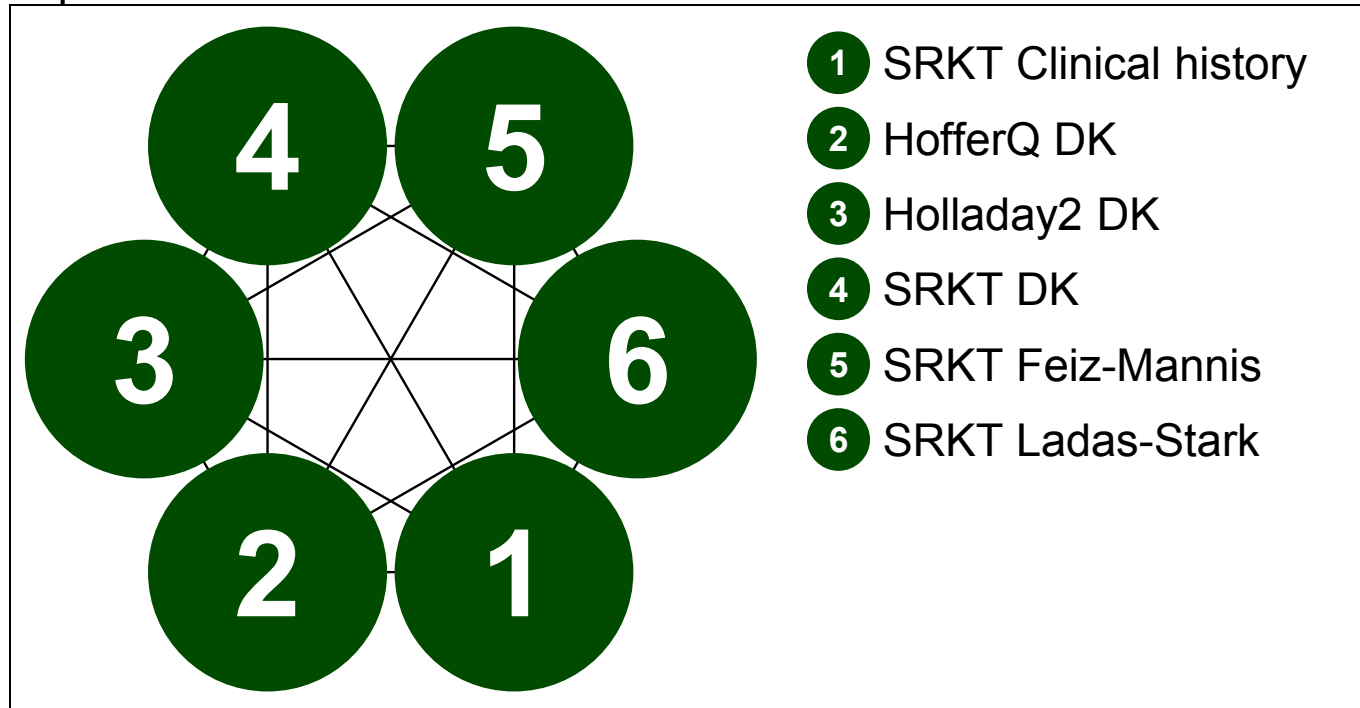 4 5
3 6
2 1
1 SRKT Clinical history
2 HofferQ DK
3 Holladay2 DK
4 SRKT DK
5 SRKT Feiz-Mannis
6 SRKT Ladas-Stark